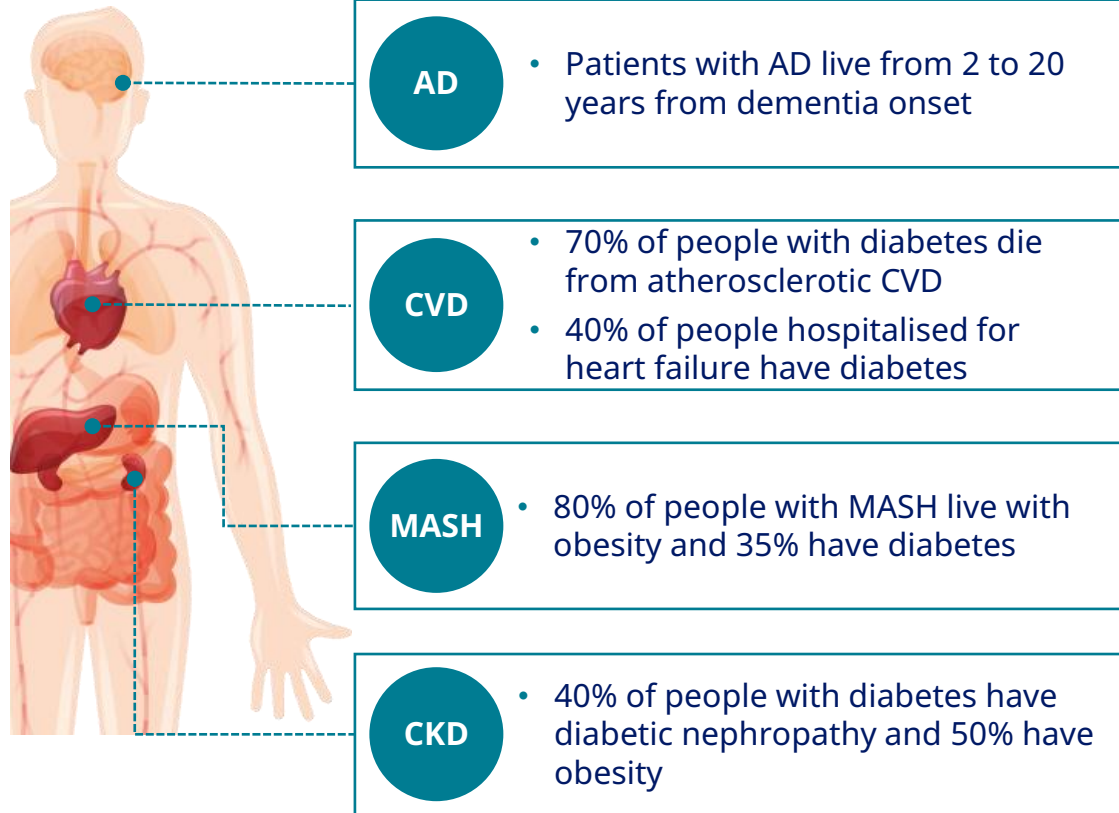 AD
• Patients with AD live from 2 to 20
years from dementia onset
CVD
• 70% of people with diabetes die
from atherosclerotic CVD
• 40% of people hospitalised for
heart failure have diabetes
MASH
• 80% of people with MASH live with
obesity and 35% have diabetes
CKD
• 40% of people with diabetes have
diabetic nephropathy and 50% have
obesity